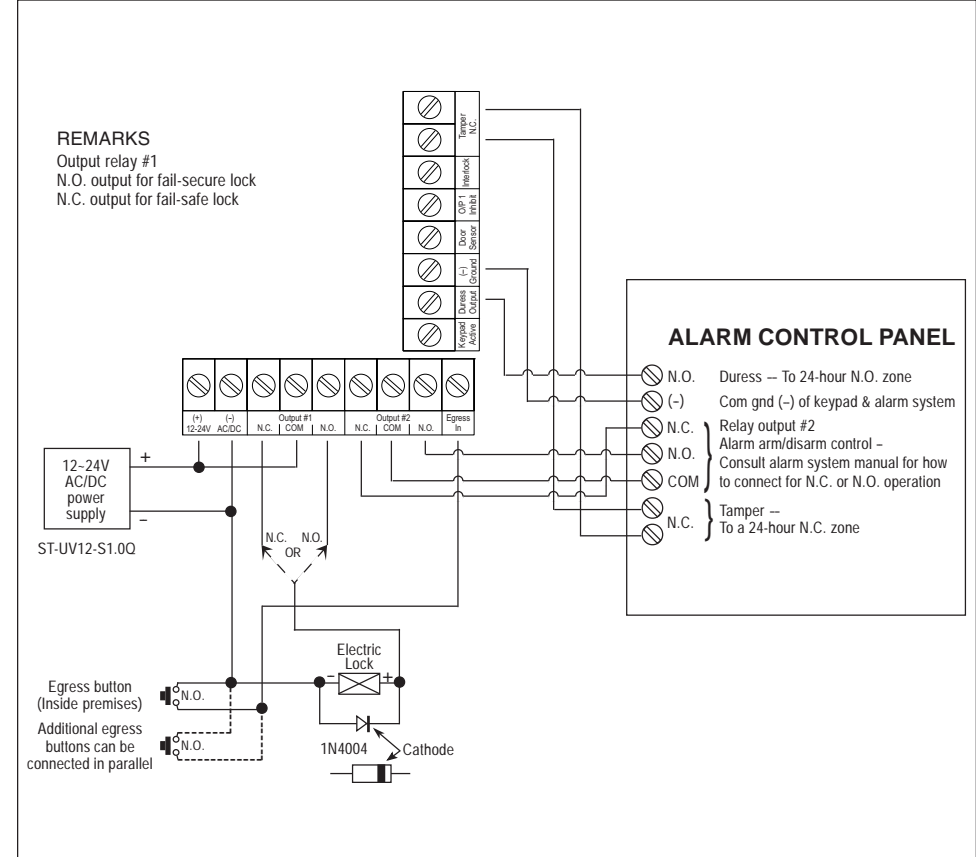 REMARKS
Output relay #1
N.O. output for fail-secure lock
N.C. output for fail-safe lock
Tamper
N.C.
Interlock
O/P 1
Inhibit
Door
Sensor
(–)
Ground
Duress
Output
Keypad
Active
ALARM CONTROL PANEL
N.O. Duress -- To 24-hour N.O. zone
(–) Com gnd (–) of keypad & alarm system
N.C. Relay output #2
Alarm arm/disarm control –
N.O.
Consult alarm system manual for how
COM to connect for N.C. or N.O. operation
Tamper --
N.C.
To a 24-hour N.C. zone
(+) (–) Output #1 Output #2 Egress
12-24V AC/DC N.C. COM N.O. N.C. COM N.O. In
+
12~24V
AC/DC
power
supply
–
ST-UV12-S1.0Q
N.C. N.O.
OR
Electric
Lock
– +
Egress button
(Inside premises)
N.O.
Additional egress
buttons can be
connected in parallel
N.O.
1N4004 Cathode